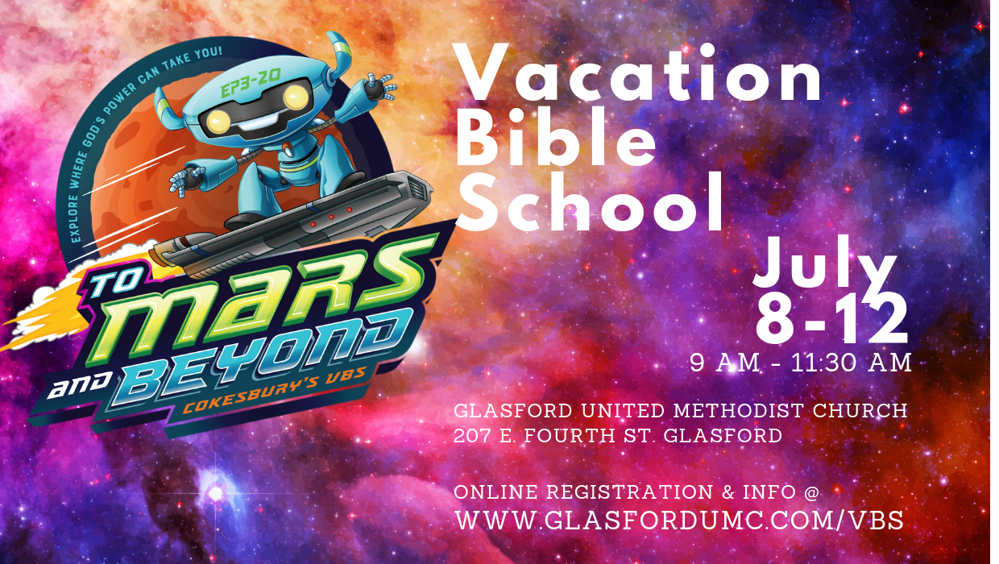 EXPLORE WHERE GOD'S POWER CAN TAKE YOU!
EP3-20
TO
MARS
AND BEYOND
COKESBURY'S VBS
Vacation
Bible
School
July
8-12
9 AM - 11:30 AM
GLASFORD UNITED METHODIST CHURCH
207 E. FOURTH ST. GLASFORD
ONLINE REGISTRATION & INFO @
WWW.GLASFORDUMC.COM/VBS